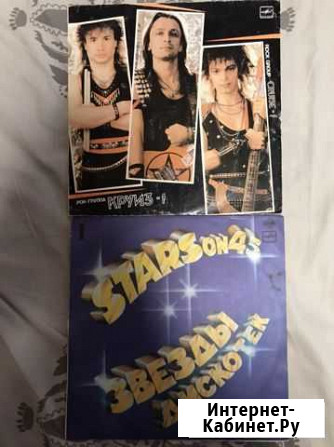 ROCK GROUP CRUISE-1
РОК-ГРУППА КРУИЗ-1
STARS ON 45
ЗВЕЗДЫ
ДИСКОТЕК
Интернет-
Кабинет.Ру